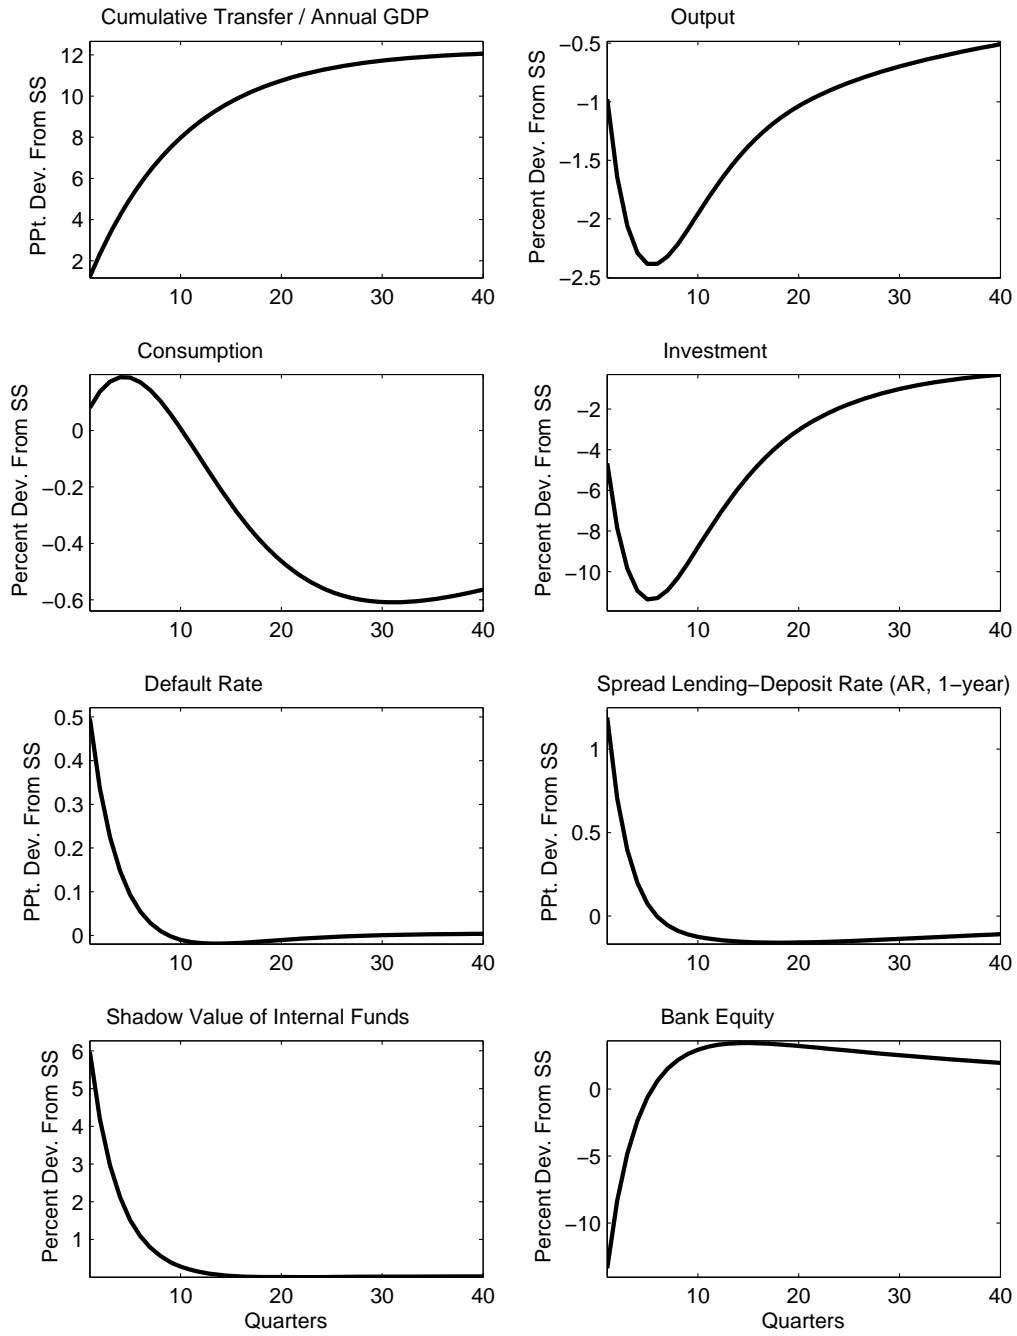 Cumulative Transfer / Annual GDP
PPt. Dev. From SS
12
10
8
6
4
2
10 20 30 40
Output
Percent Dev. From SS
−0.5
−1
−1.5
−2
−2.5
10 20 30 40
Consumption
Percent Dev. From SS
0
−0.2
−0.4
−0.6
10 20 30 40
Investment
Percent Dev. From SS
−2
−4
−6
−8
−10
10 20 30 40
Default Rate
PPt. Dev. From SS
0.5
0.4
0.3
0.2
0.1
0
10 20 30 40
Spread Lending−Deposit Rate (AR, 1−year)
PPt. Dev. From SS
1
0.5
0
10 20 30 40
Shadow Value of Internal Funds
Percent Dev. From SS
6
5
4
3
2
1
10 20 30 40
Quarters
Bank Equity
Percent Dev. From SS
0
−5
−10
10 20 30 40
Quarters